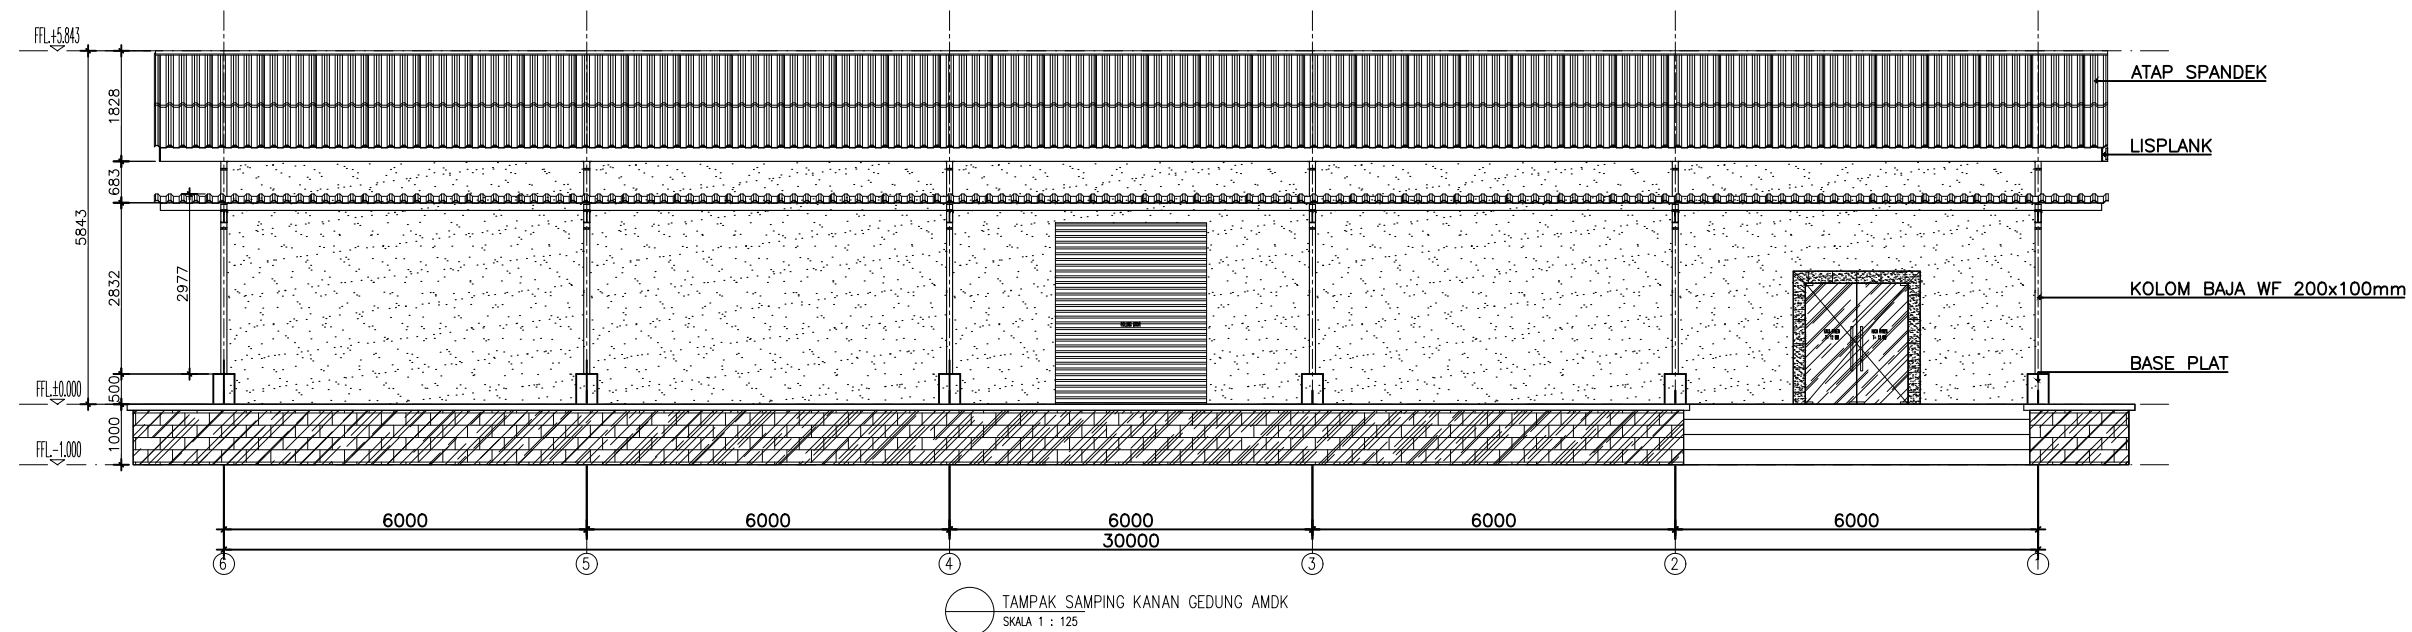 FFL.+5.843
ATAP SPANDEK
1828
LISPLANK
683
5843
2832
2977
KOLOM BAJA WF 200x100mm
BASE PLAT
FFL.±0.000
500
1000
FFL.-1.000
6000 6000 6000 6000 6000
30000
6 5 4 3 2 1
TAMPAK SAMPING KANAN GEDUNG AMDK
SKALA 1 : 125